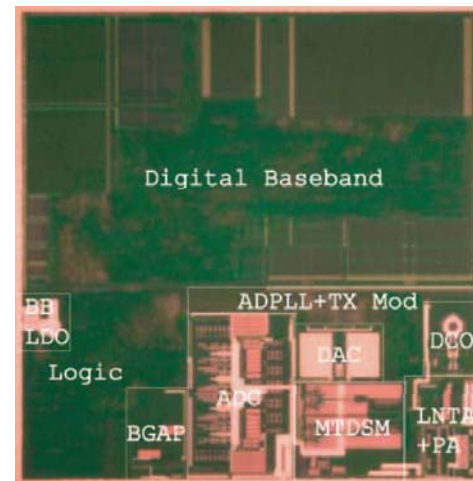 Digital Baseband
BB
LDO
ADPLL+TX Mod
DCO
DAC
Logic
ADC
BGAP
MTDSM
LNTA
+PA